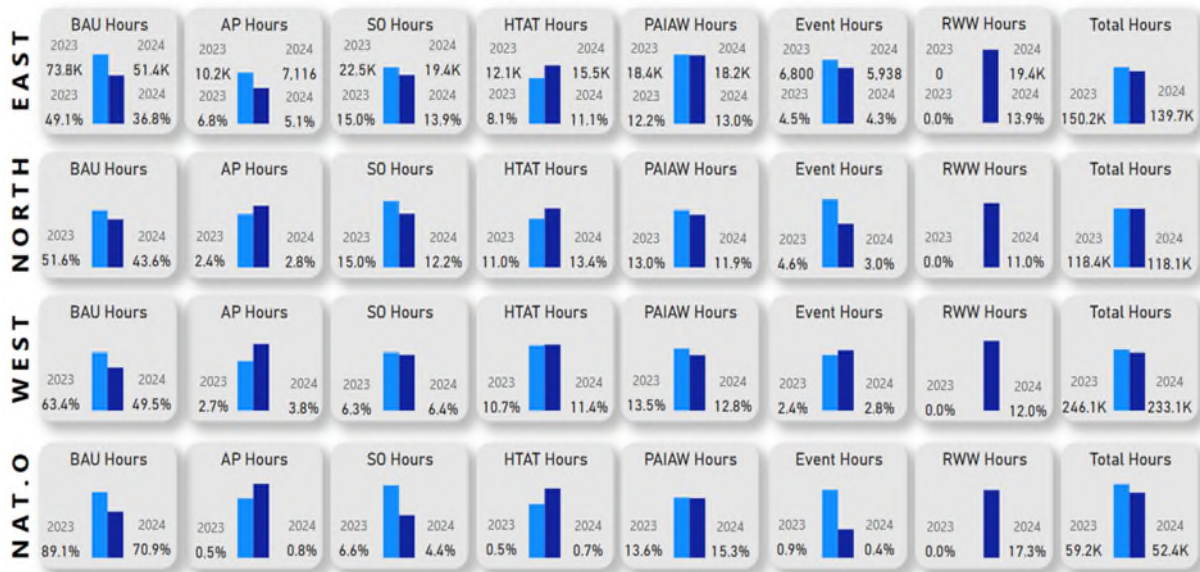 EAST
BAU Hours
2023 2024
73.8K 51.4K
2023 2024
49.1% 36.8%
AP Hours
2023 2024
10.2K 7,116
2023 2024
6.8% 5.1%
SO Hours
2023 2024
22.5K 19.4K
2023 2024
15.0% 13.9%
HTAT Hours
2023 2024
12.1K 15.5K
2023 2024
8.1% 11.1%
PAIAW Hours
2023 2024
18.4K 18.2K
2023 2024
12.2% 13.0%
Event Hours
2023 2024
6,800 5,938
2023 2024
4.5% 4.3%
RWW Hours
2023 2024
0 19.4K
2023 2024
0.0% 13.9%
Total Hours
2023 2024
150.2K 139.7K
NORTH
BAU Hours
2023 2024
51.6% 43.6%
AP Hours
2023 2024
2.4% 2.8%
SO Hours
2023 2024
15.0% 12.2%
HTAT Hours
2023 2024
11.0% 13.4%
PAIAW Hours
2023 2024
13.0% 11.9%
Event Hours
2023 2024
4.6% 3.0%
RWW Hours
2023 2024
0.0% 11.0%
Total Hours
2023 2024
118.4K 118.1K
WEST
BAU Hours
2023 2024
63.4% 49.5%
AP Hours
2023 2024
2.7% 3.8%
SO Hours
2023 2024
6.3% 6.4%
HTAT Hours
2023 2024
10.7% 11.4%
PAIAW Hours
2023 2024
13.5% 12.8%
Event Hours
2023 2024
2.4% 2.8%
RWW Hours
2023 2024
0.0% 12.0%
Total Hours
2023 2024
246.1K 233.1K
NAT.O
BAU Hours
2023 2024
89.1% 70.9%
AP Hours
2023 2024
0.5% 0.8%
SO Hours
2023 2024
6.6% 4.4%
HTAT Hours
2023 2024
0.5% 0.7%
PAIAW Hours
2023 2024
13.6% 15.3%
Event Hours
2023 2024
0.9% 0.4%
RWW Hours
2023 2024
0.0% 17.3%
Total Hours
2023 2024
59.2K 52.4K